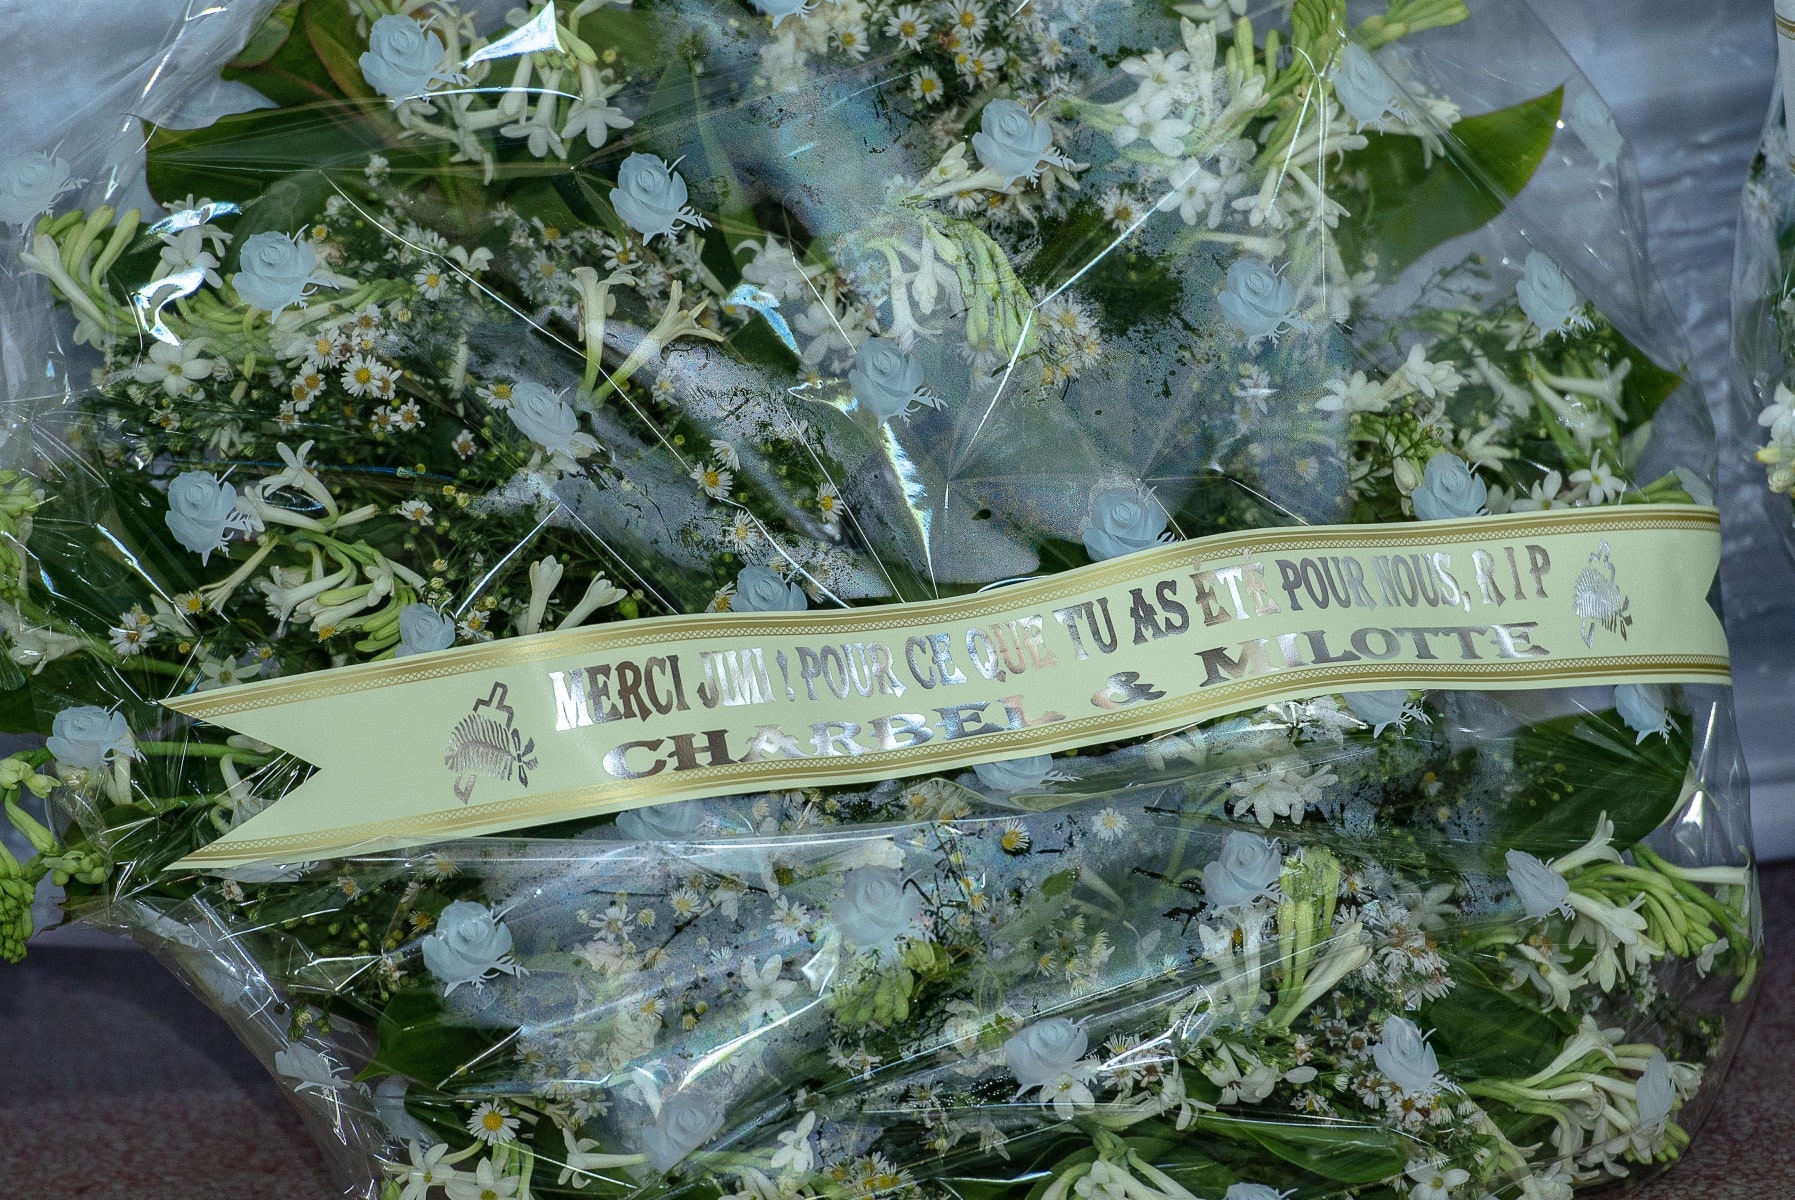 MERCI JIMI ! POUR CE QUE TU AS ÉTÉ POUR NOUS, R I P
CHARBEL & MILOTTE